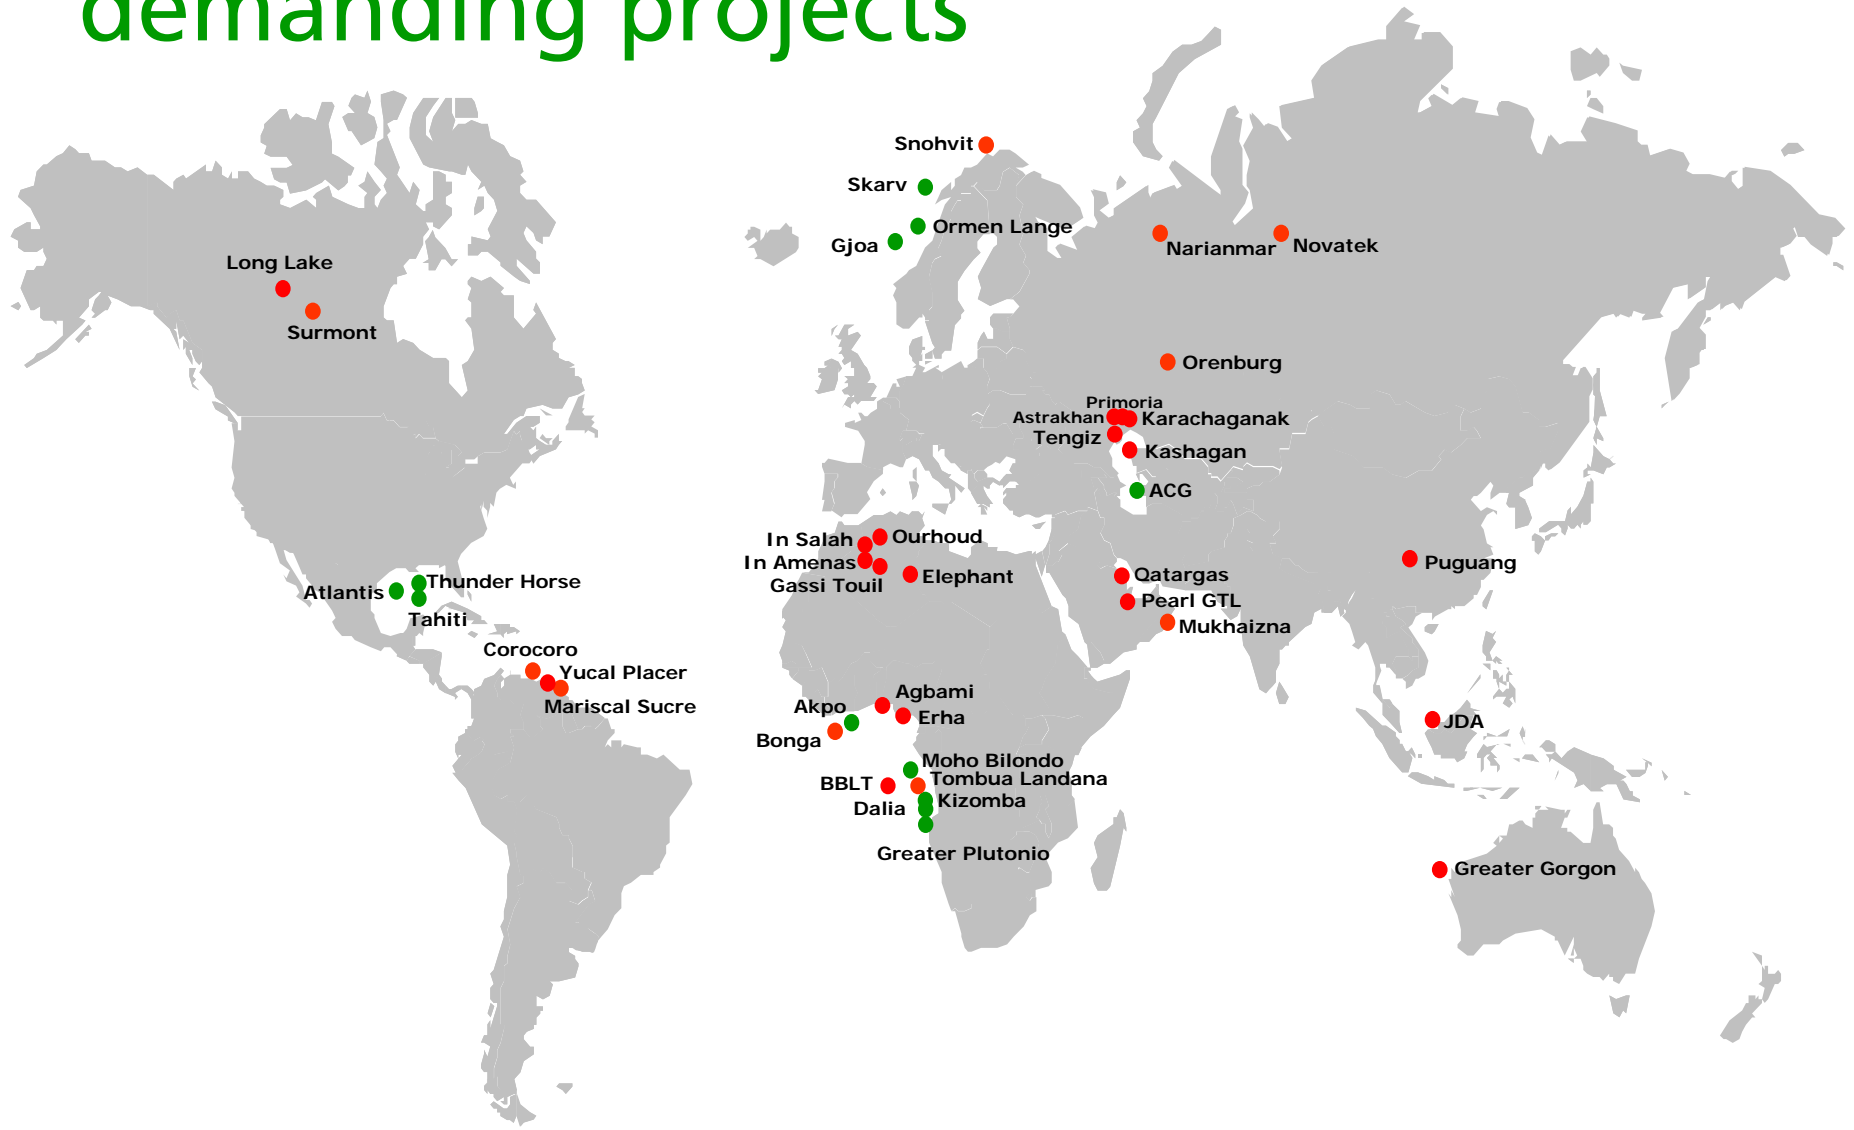 demanding projects
Snohvit
Skarv
Ormen Lange
Gjoa
Narianmar
Novatek
Long Lake
Surmont
Orenburg
Primoria
Astrakhan
Karachaganak
Tengiz
Kashagan
ACG
In Salah
Ourhoud
In Amenas
Gassi Touil
Elephant
Qatargas
Pearl GTL
Mukhaizna
Puguang
Thunder Horse
Atlantis
Tahiti
Corocoro
Yucal Placer
Mariscal Sucre
Agbami
Akpo
Erha
Bonga
JDA
Moho Bilondo
Tombua Landana
BBLT
Kizomba
Dalia
Greater Plutonio
Greater Gorgon